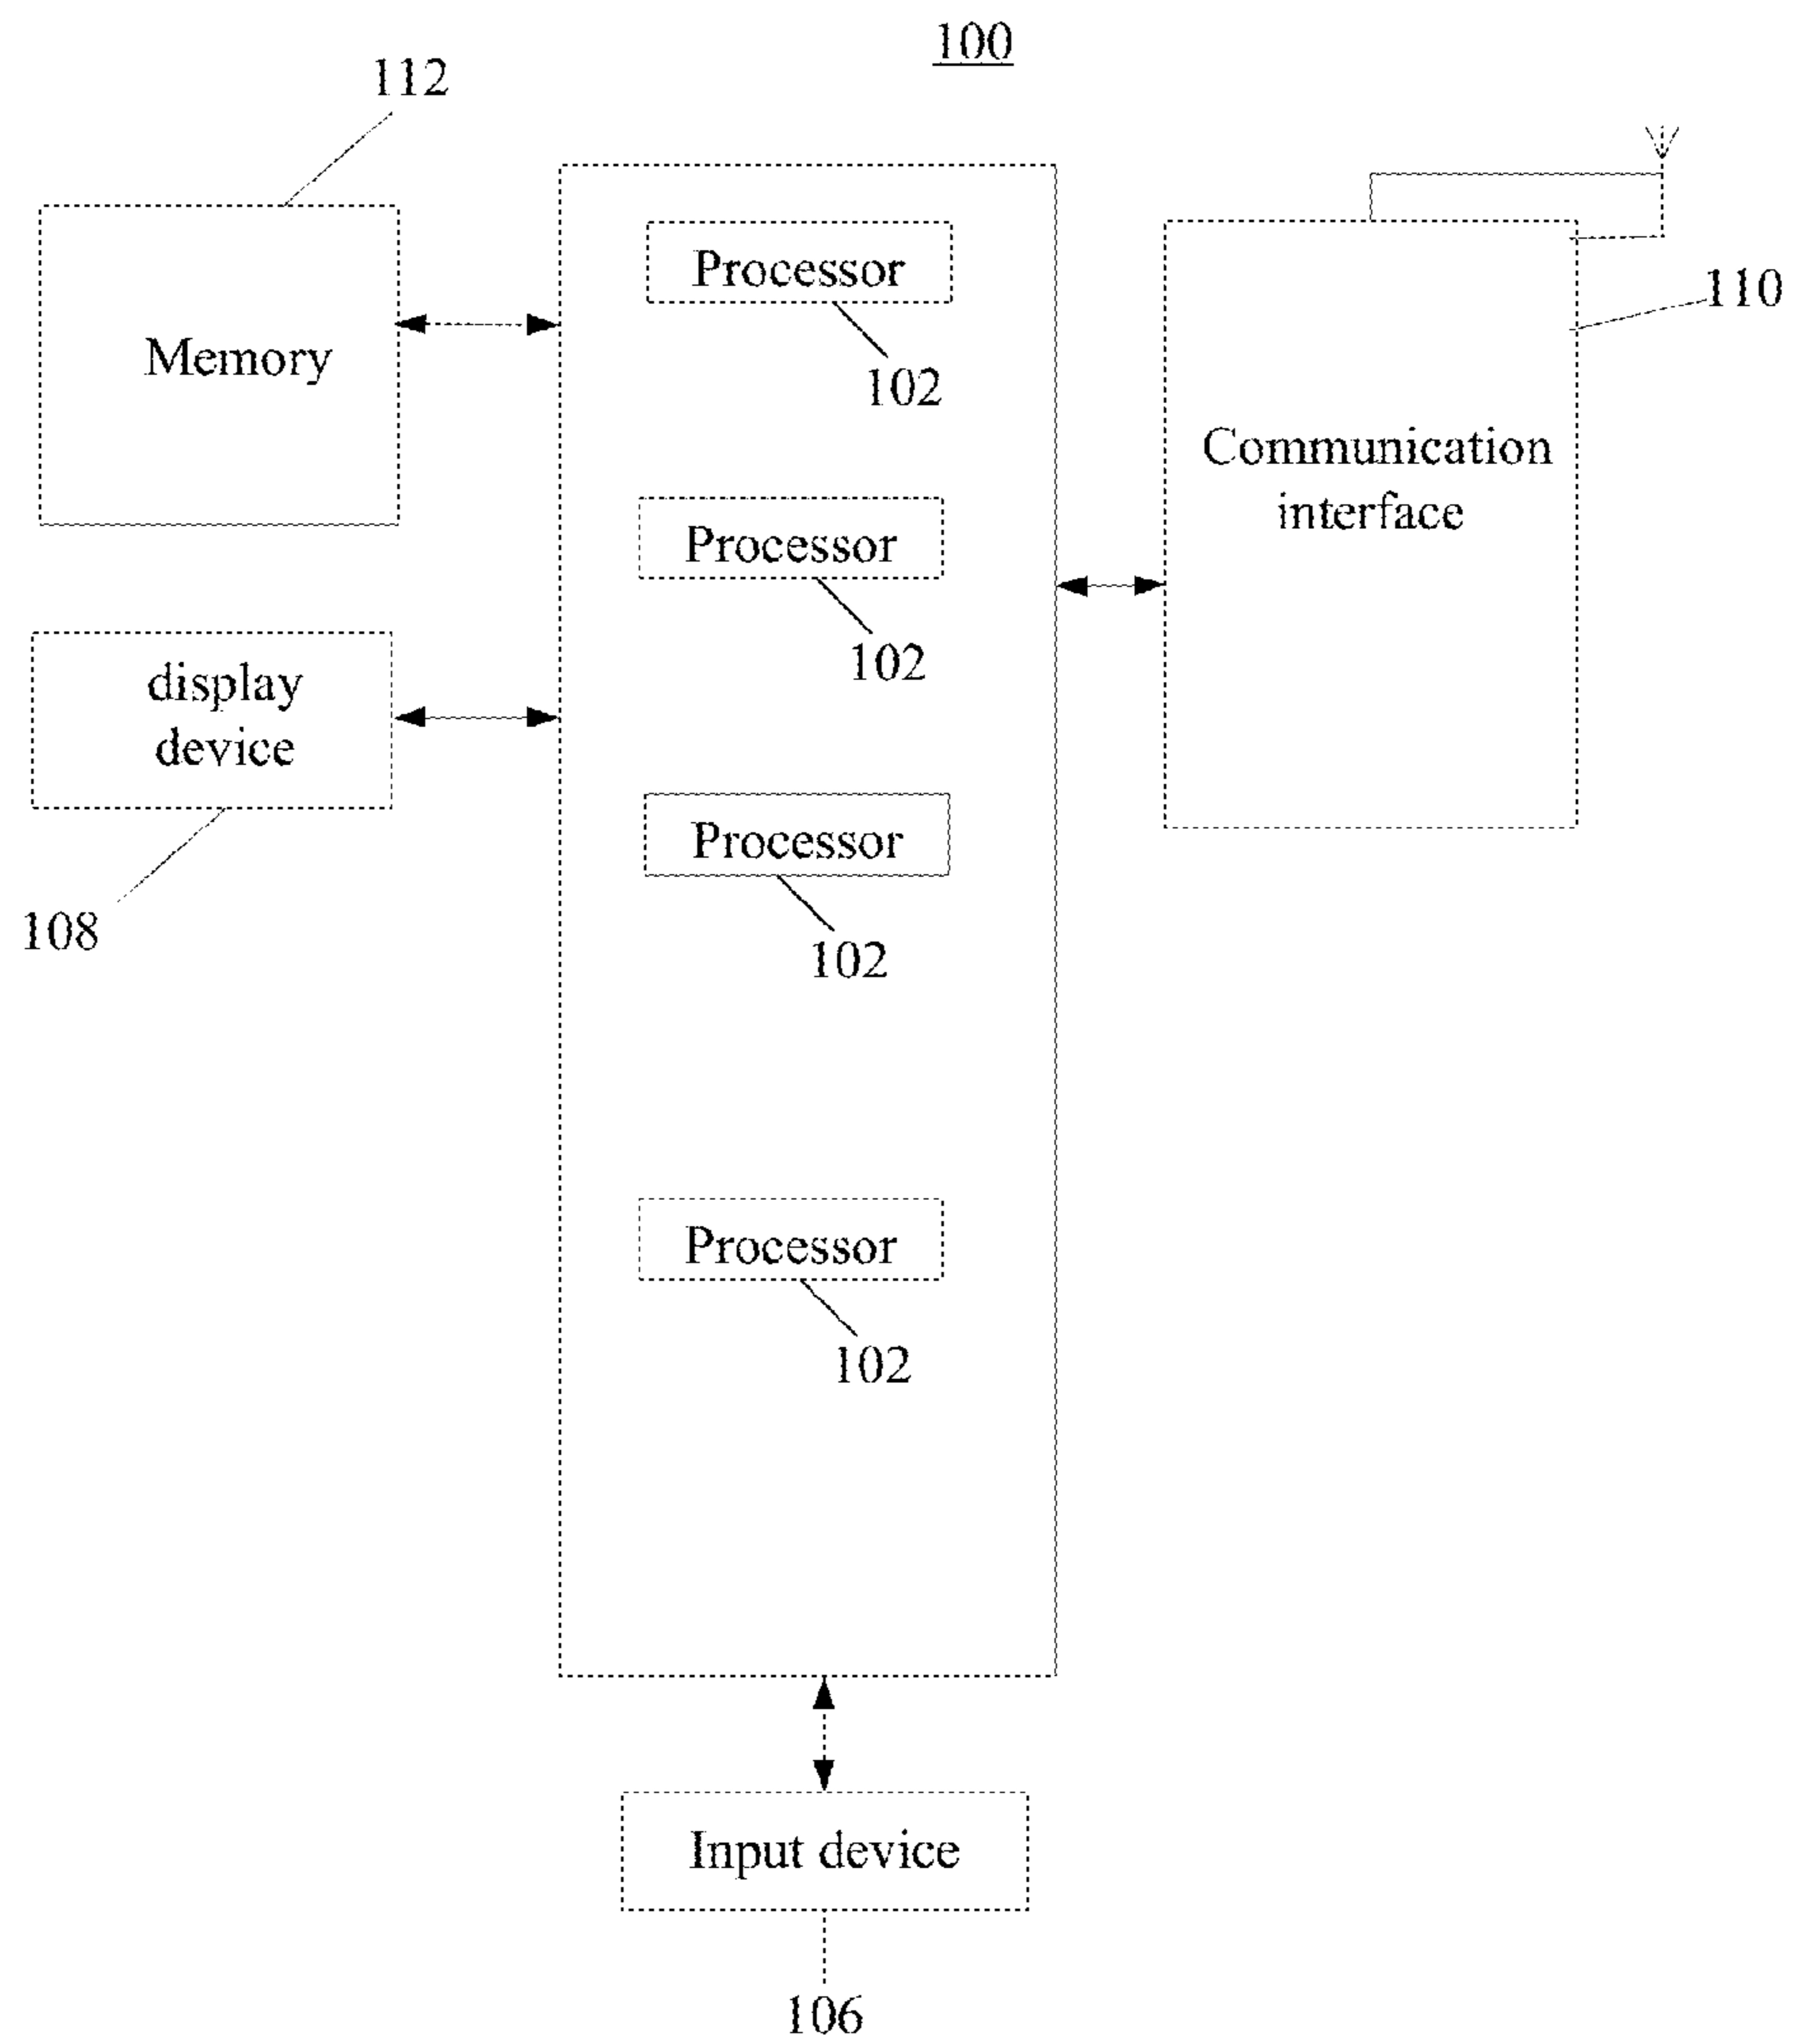 100
112
Processor
102
Memory
110
Communication
interface
Processor
102
display
device
108
Processor
102
Processor
102
Input device
106